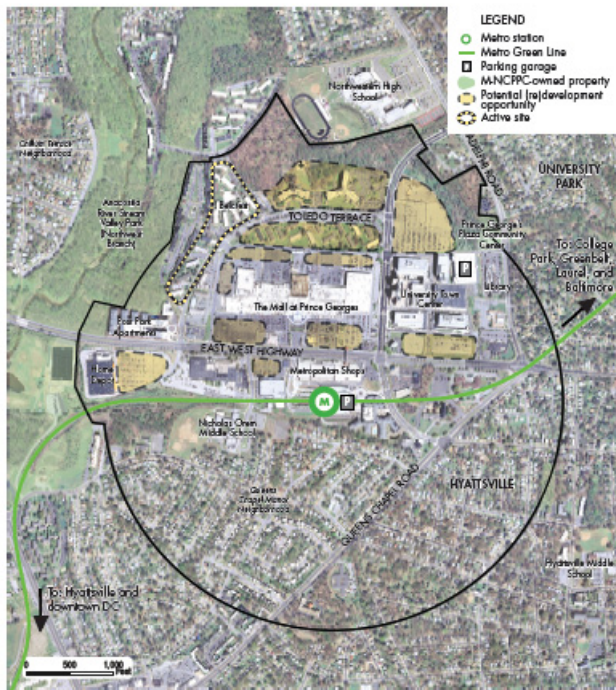 LEGEND
Metro station
Metro Green Line
Parking garage
M-NCPPC-owned property
Potential (re)development
opportunity
Active site
Northwestern High
School
Chillum Terrace
Neighborhood
Anacostia
River Stream
Valley Park
(Northwest
Branch)
Belcrest
TOLEDO TERRACE
ADELPHI ROAD
UNIVERSITY
PARK
Prince George's
Plaza Community
Center
P
Library
To: College
Park, Greenbelt,
Laurel, and
Baltimore
The Mall at Prince Georges
University Town
Center
Post Park
Apartments
EAST WEST HIGHWAY
Home
Depot
Metropolitan Shops
M
P
Nicholas Orem
Middle School
Queens
Chapel Manor
Neighborhood
QUEENS CHAPEL ROAD
HYATTSVILLE
Hyattsville Middle
School
To: Hyattsville and
downtown DC
0 500 1,000
Feet